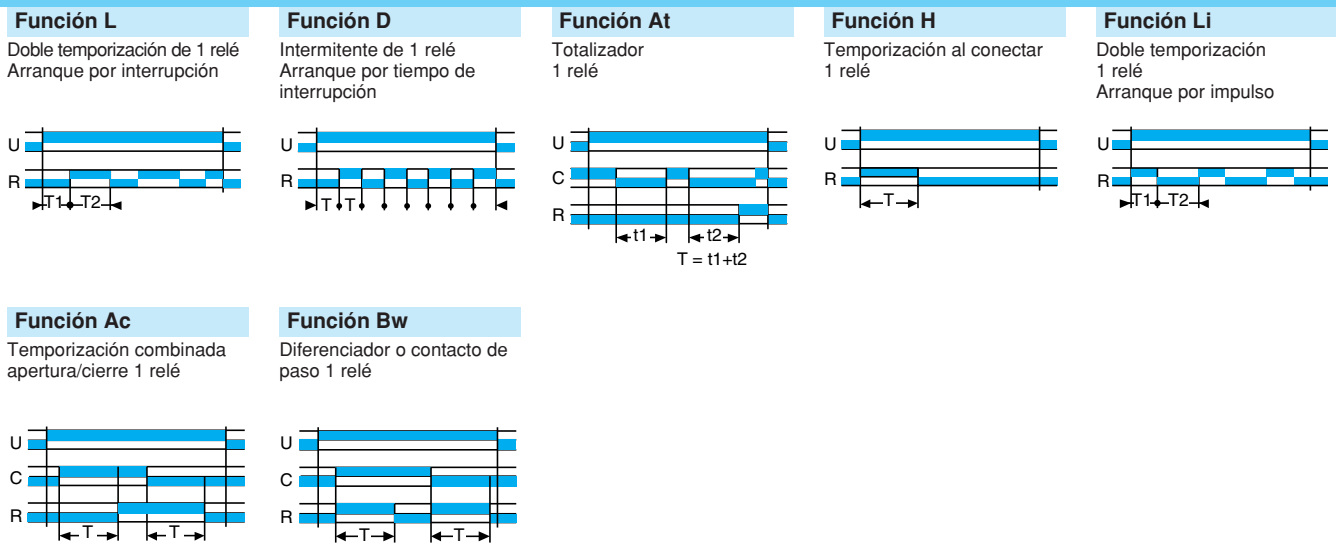 Función L
Doble temporización de 1 relé
Arranque por interrupción
U
R
T1
T2
Función D
Intermitente de 1 relé
Arranque por tiempo de
interrupción
U
R
T
T
Función At
Totalizador
1 relé
U
C
R
t1
t2
T = t1+t2
Función H
Temporización al conectar
1 relé
U
R
T
Función Li
Doble temporización
1 relé
Arranque por impulso
U
R
T1
T2
Función Ac
Temporización combinada
apertura/cierre 1 relé
U
C
R
T
T
Función Bw
Diferenciador o contacto de
paso 1 relé
U
C
R
T
T